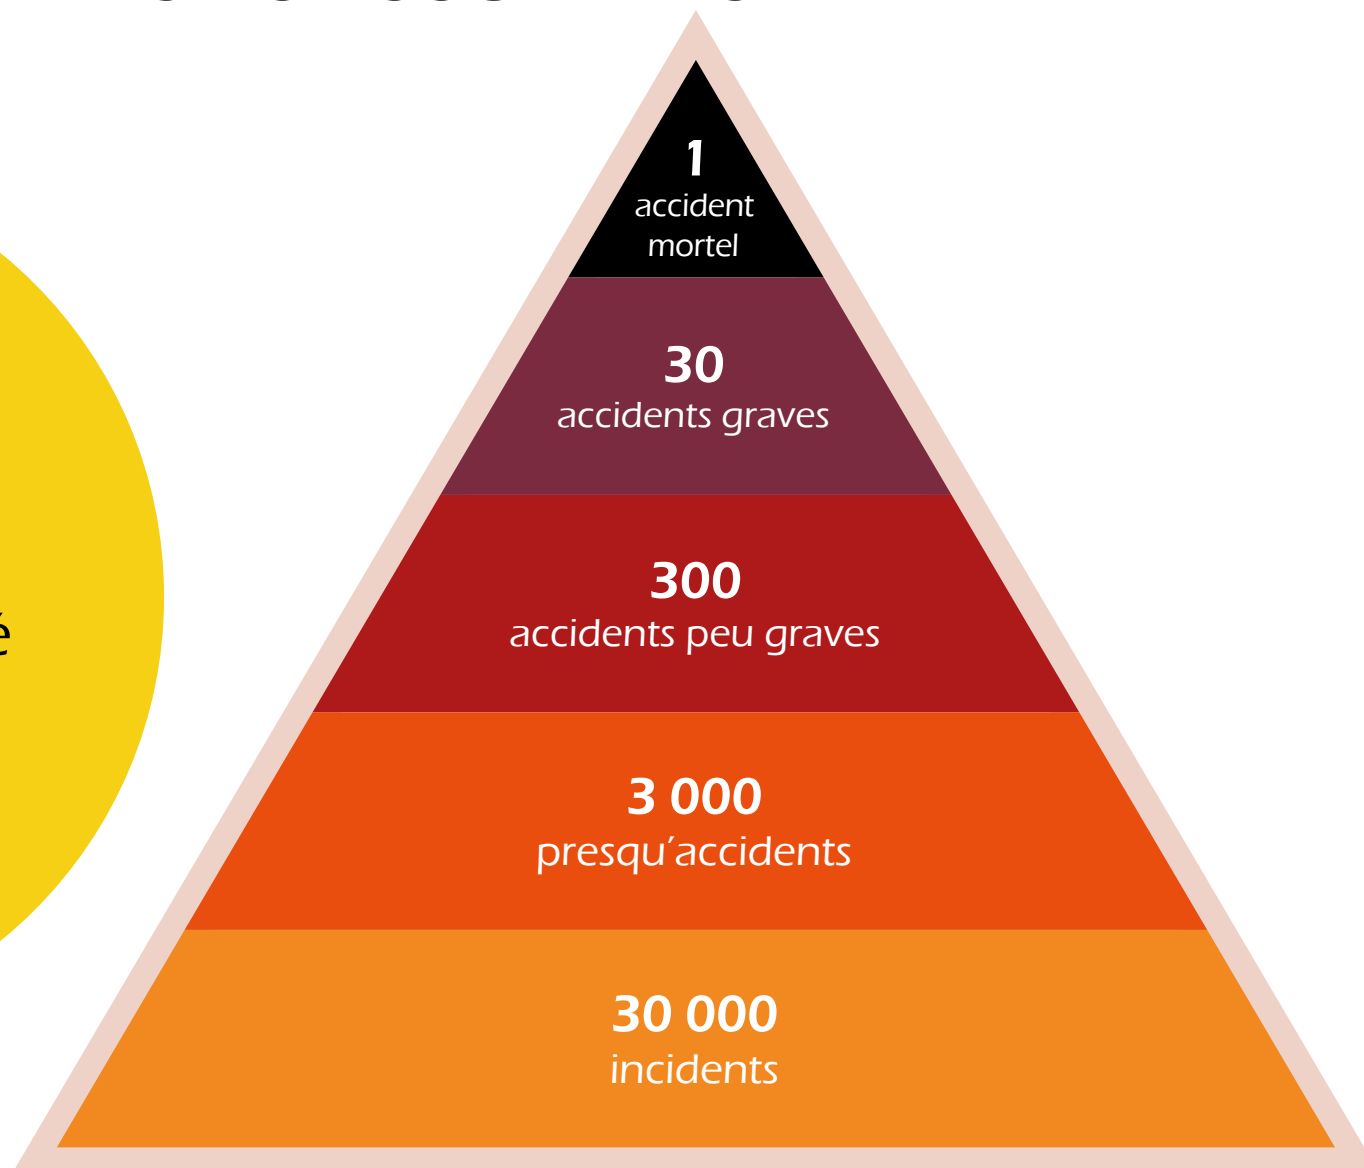 1
accident
mortel
30
accidents graves
300
accidents peu graves
é
3 000
presqu’accidents
30 000
incidents